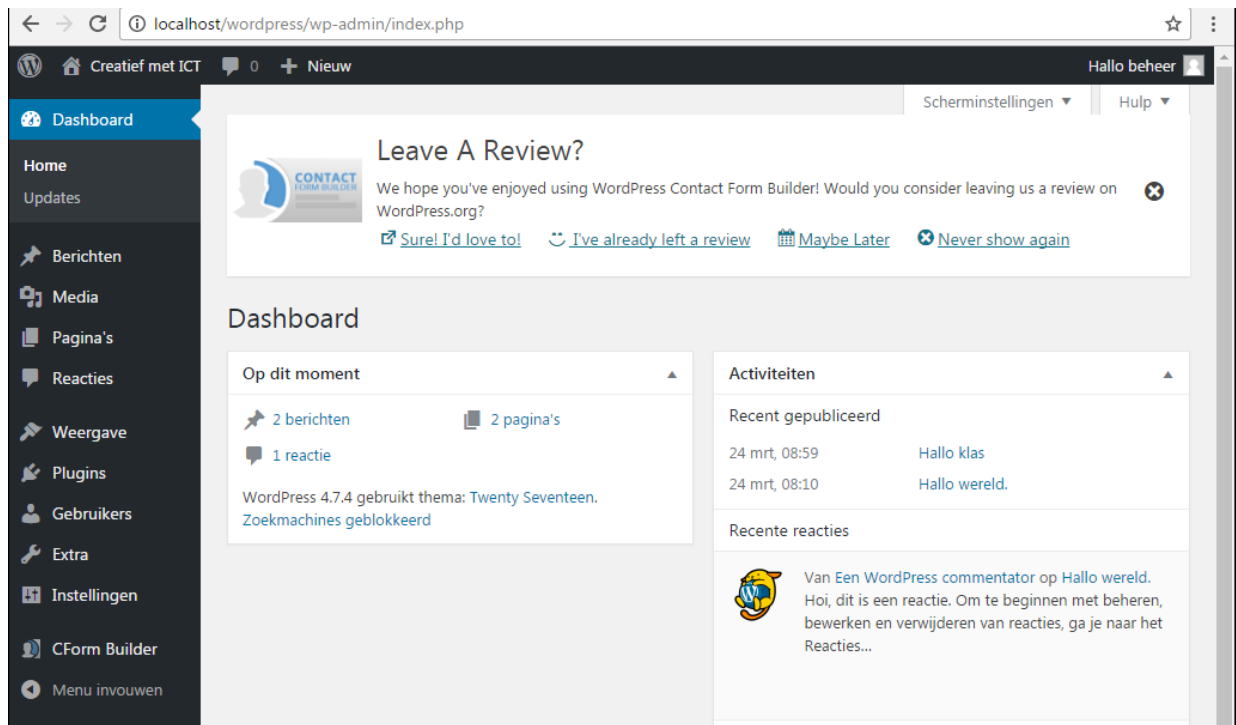 localhost/wordpress/wp-admin/index.php
Creatief met ICT 0 Nieuw Hallo beheer
Scherminstellingen Hulp
Dashboard
Home
Updates
Berichten
Media
Pagina's
Reacties
Weergave
Plugins
Gebruikers
Extra
Instellingen
CForm Builder
Menu invouwen
CONTACT
FORM BUILDER
Leave A Review?
We hope you've enjoyed using WordPress Contact Form Builder! Would you consider leaving us a review on
WordPress.org?
Sure! I'd love to! I've already left a review Maybe Later Never show again
Dashboard
Op dit moment
2 berichten 2 pagina's
1 reactie
WordPress 4.7.4 gebruikt thema: Twenty Seventeen.
Zoekmachines geblokkeerd
Activiteiten
Recent gepubliceerd
24 mrt, 08:59 Hallo klas
24 mrt, 08:10 Hallo wereld.
Recente reacties
Van Een WordPress commentator op Hallo wereld.
Hoi, dit is een reactie. Om te beginnen met beheren,
bewerken en verwijderen van reacties, ga je naar het
Reacties...